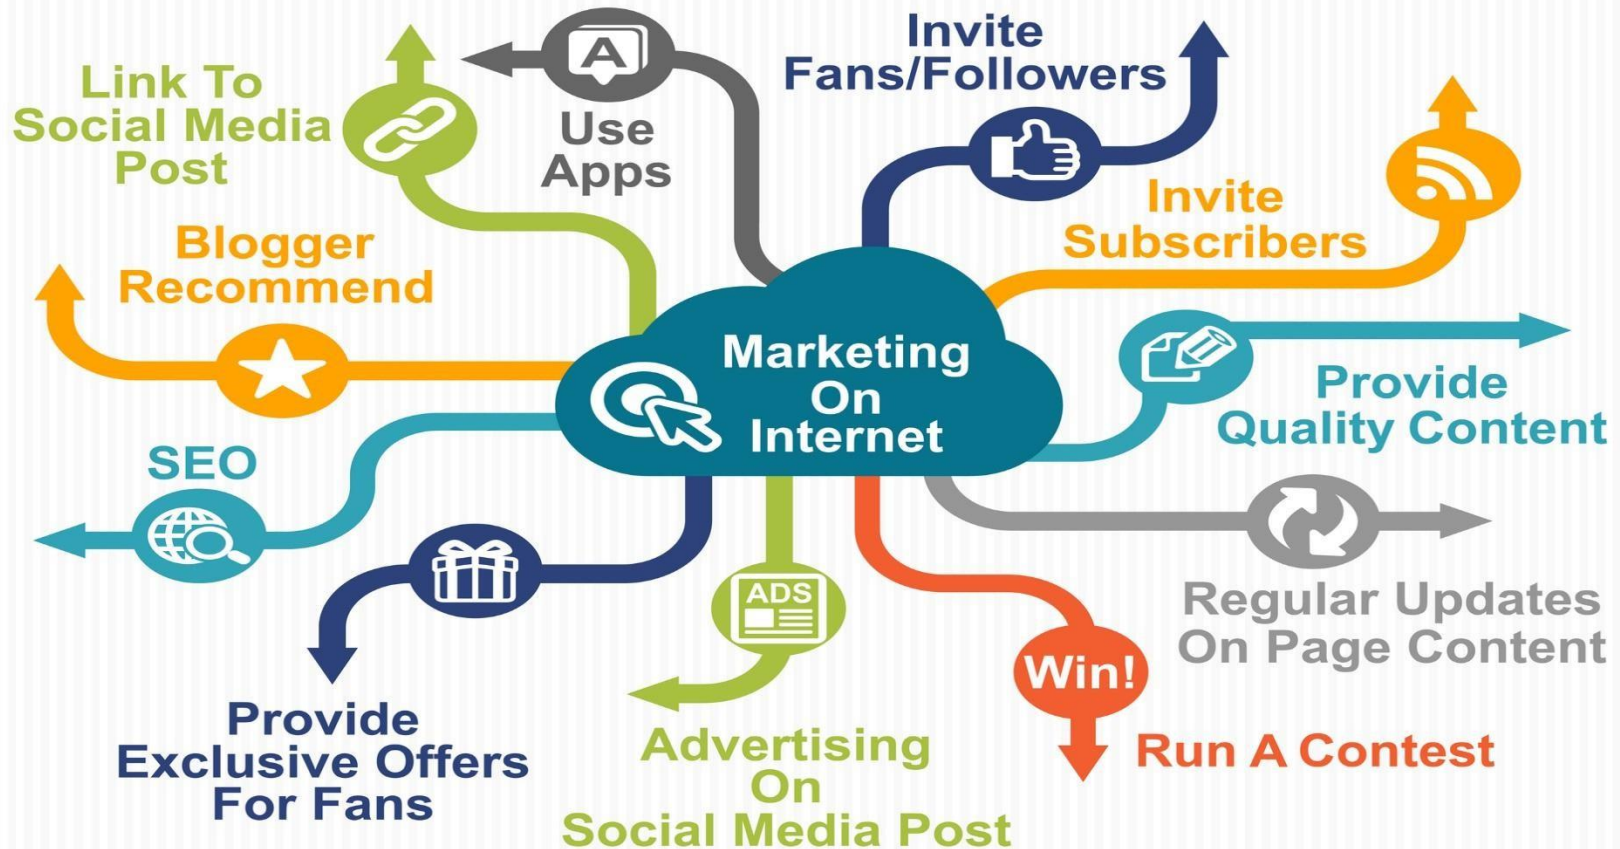 Link To
Social Media
Post
A
Use
Apps
Invite
Fans/Followers
Invite
Subscribers
Blogger
Recommend
Marketing
On
Internet
Provide
Quality Content
SEO
Regular Updates
On Page Content
Provide
Exclusive Offers
For Fans
ADS
Advertising
On
Social Media Post
Win!
Run A Contest